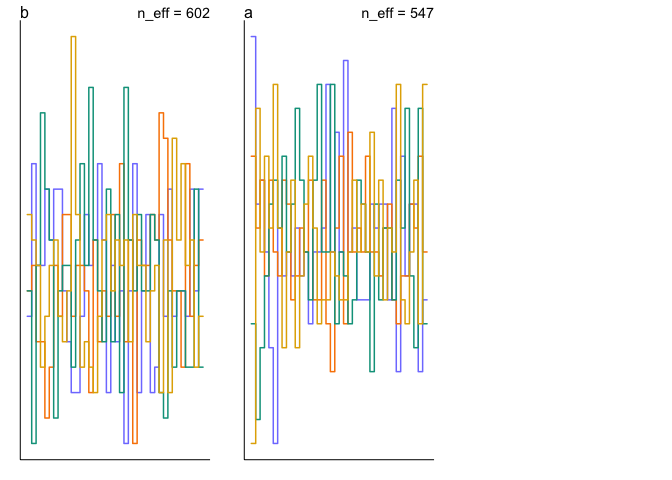 b
n_eff = 602
a
n_eff = 547